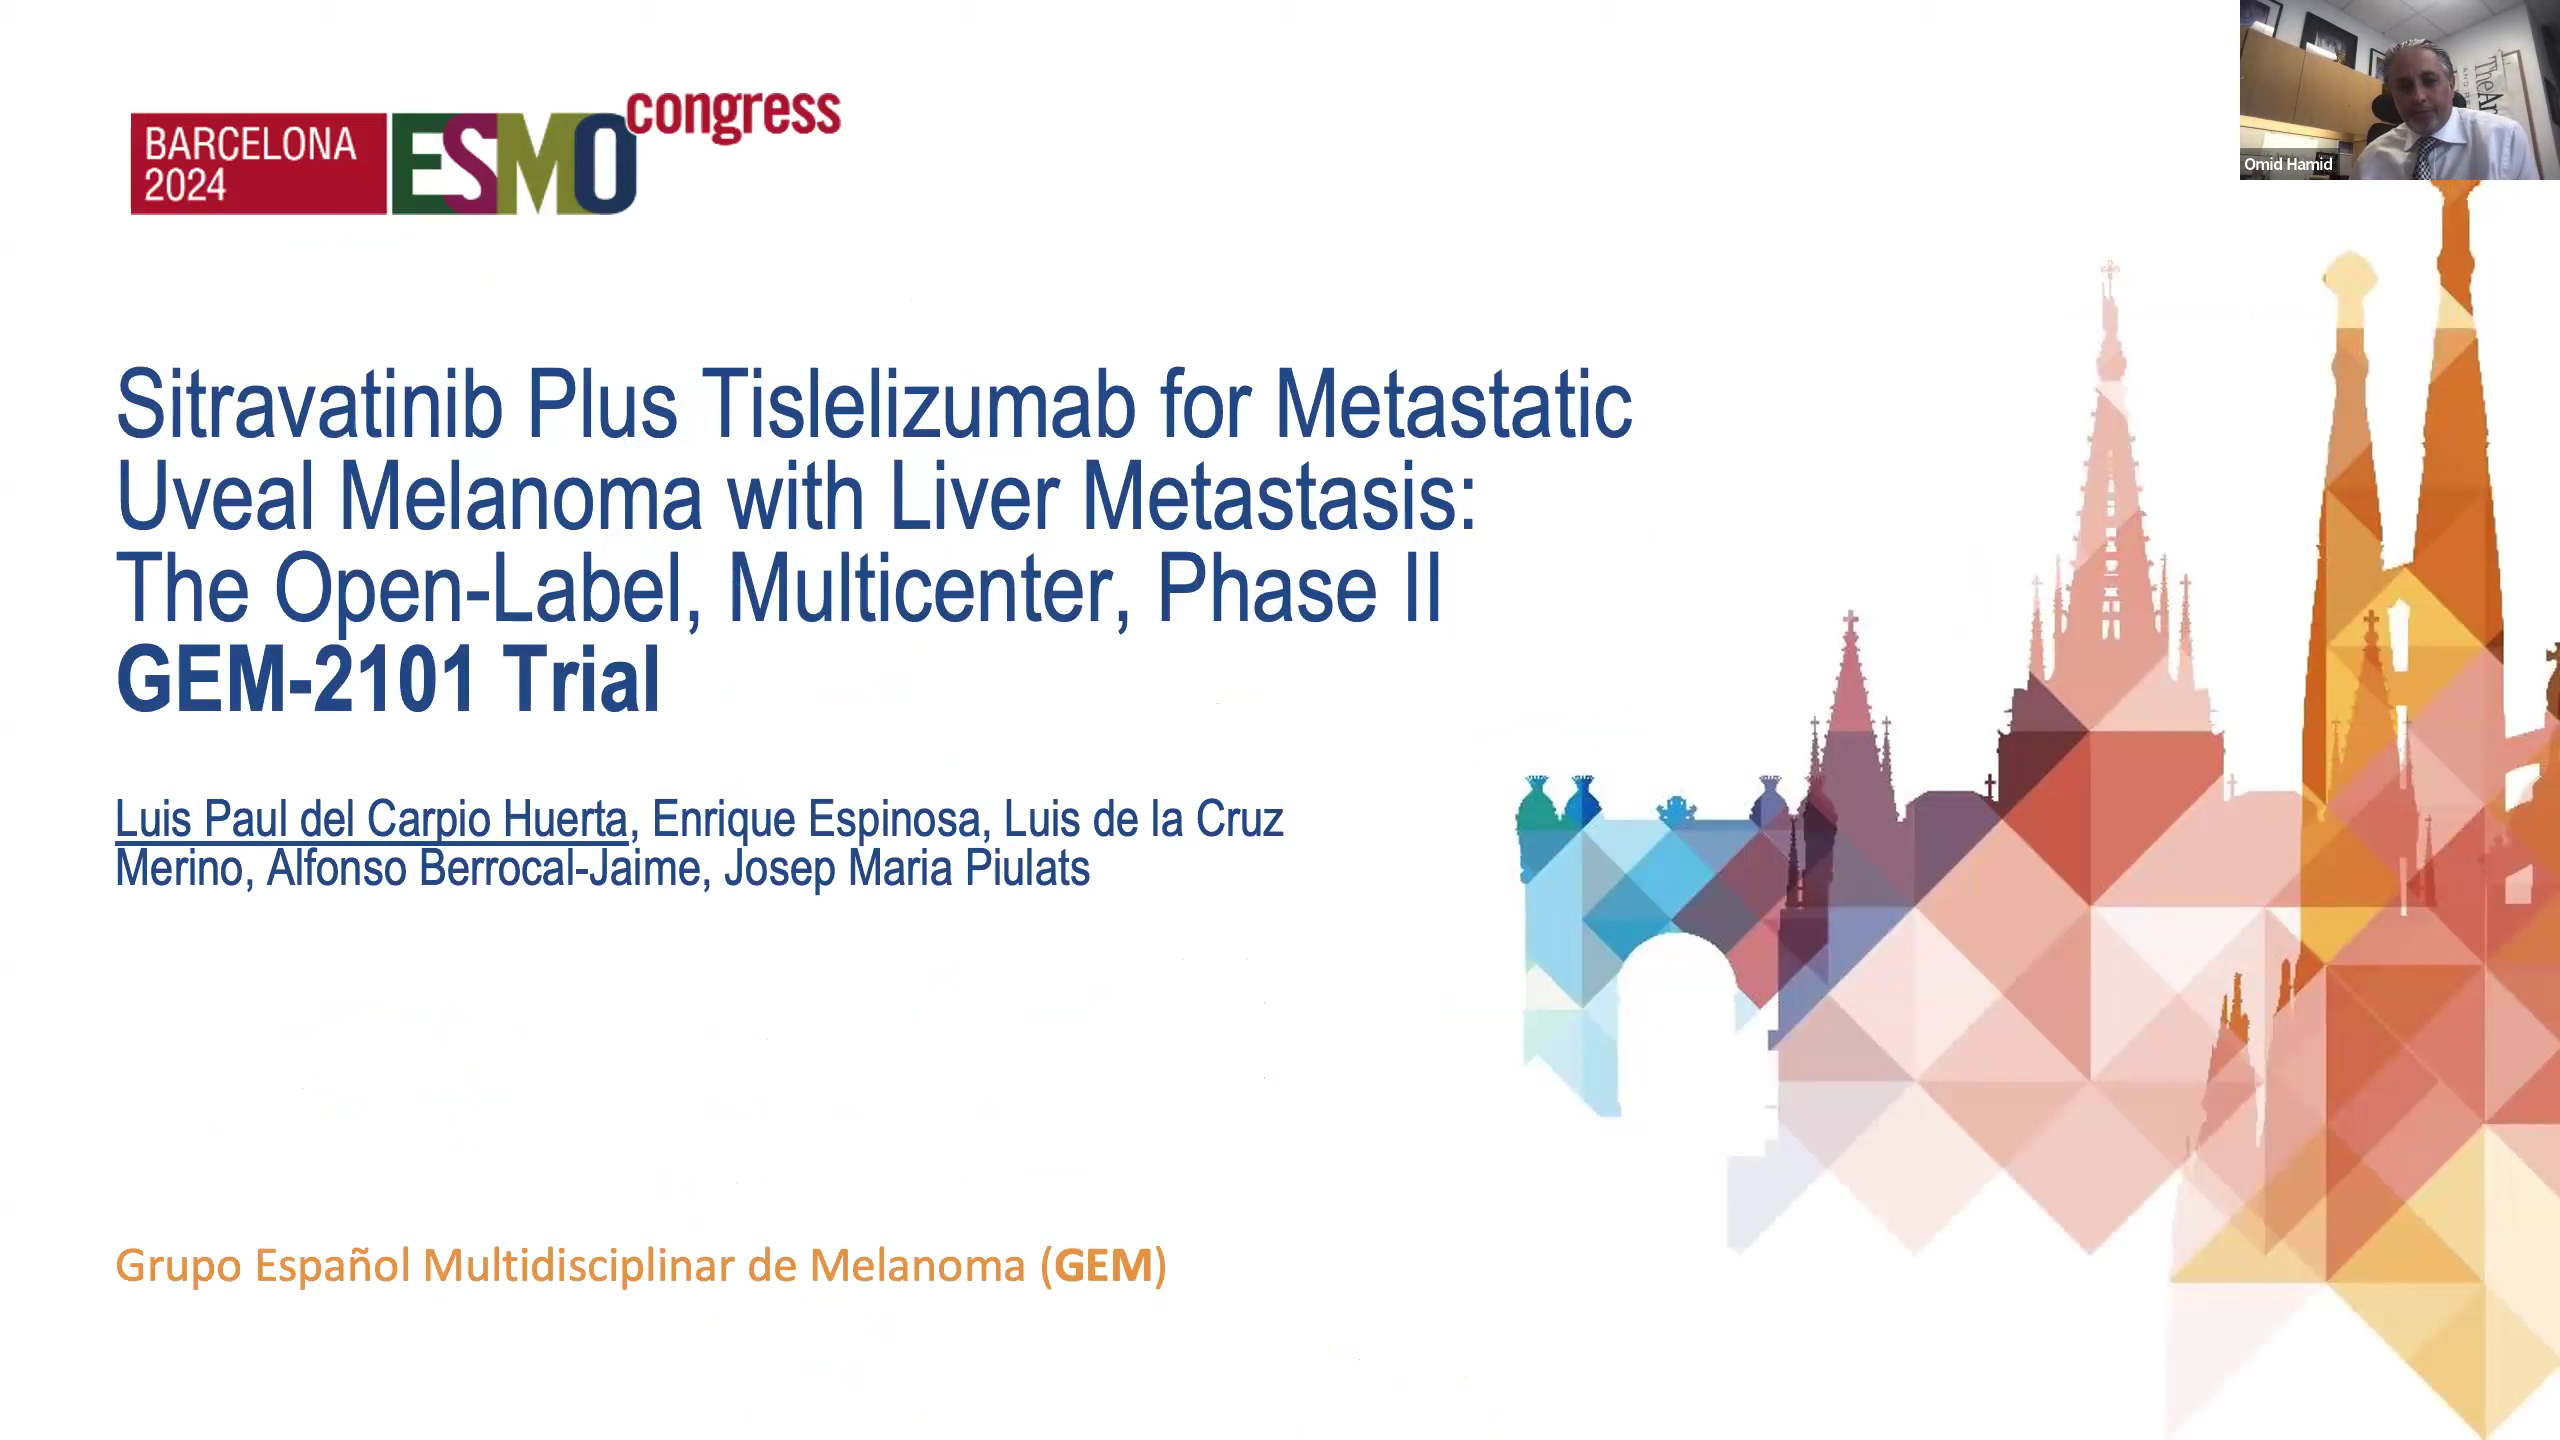 BARCELONA
2024
ESMO
congress
Omid Hamid
Sitravatinib Plus Tislelizumab for Metastatic
Uveal Melanoma with Liver Metastasis:
The Open-Label, Multicenter, Phase II
GEM-2101 Trial
Luis Paul del Carpio Huerta, Enrique Espinosa, Luis de la Cruz
Merino, Alfonso Berrocal-Jaime, Josep Maria Piulats
Grupo Español Multidisciplinar de Melanoma (GEM)